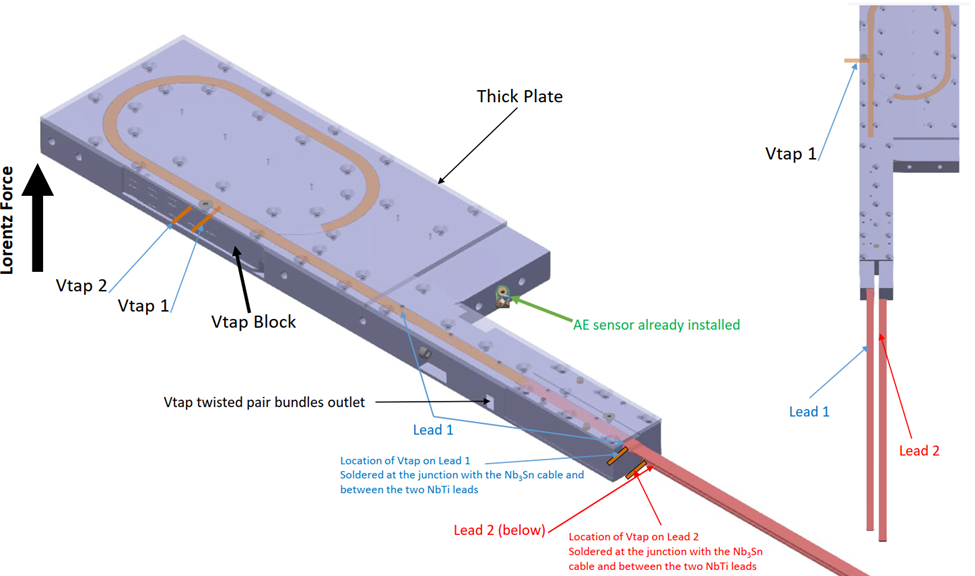 Thick Plate
Vtap 1
Lorentz Force
Vtap 2
Vtap 1
Vtap Block
AE sensor already installed
Vtap twisted pair bundles outlet
Lead 1
Lead 1
Lead 2
Location of Vtap on Lead 1
Soldered at the junction with the Nb₃Sn cable and
between the two NbTi leads
Lead 2 (below)
Location of Vtap on Lead 2
Soldered at the junction with the Nb₃Sn
cable and between the two NbTi leads